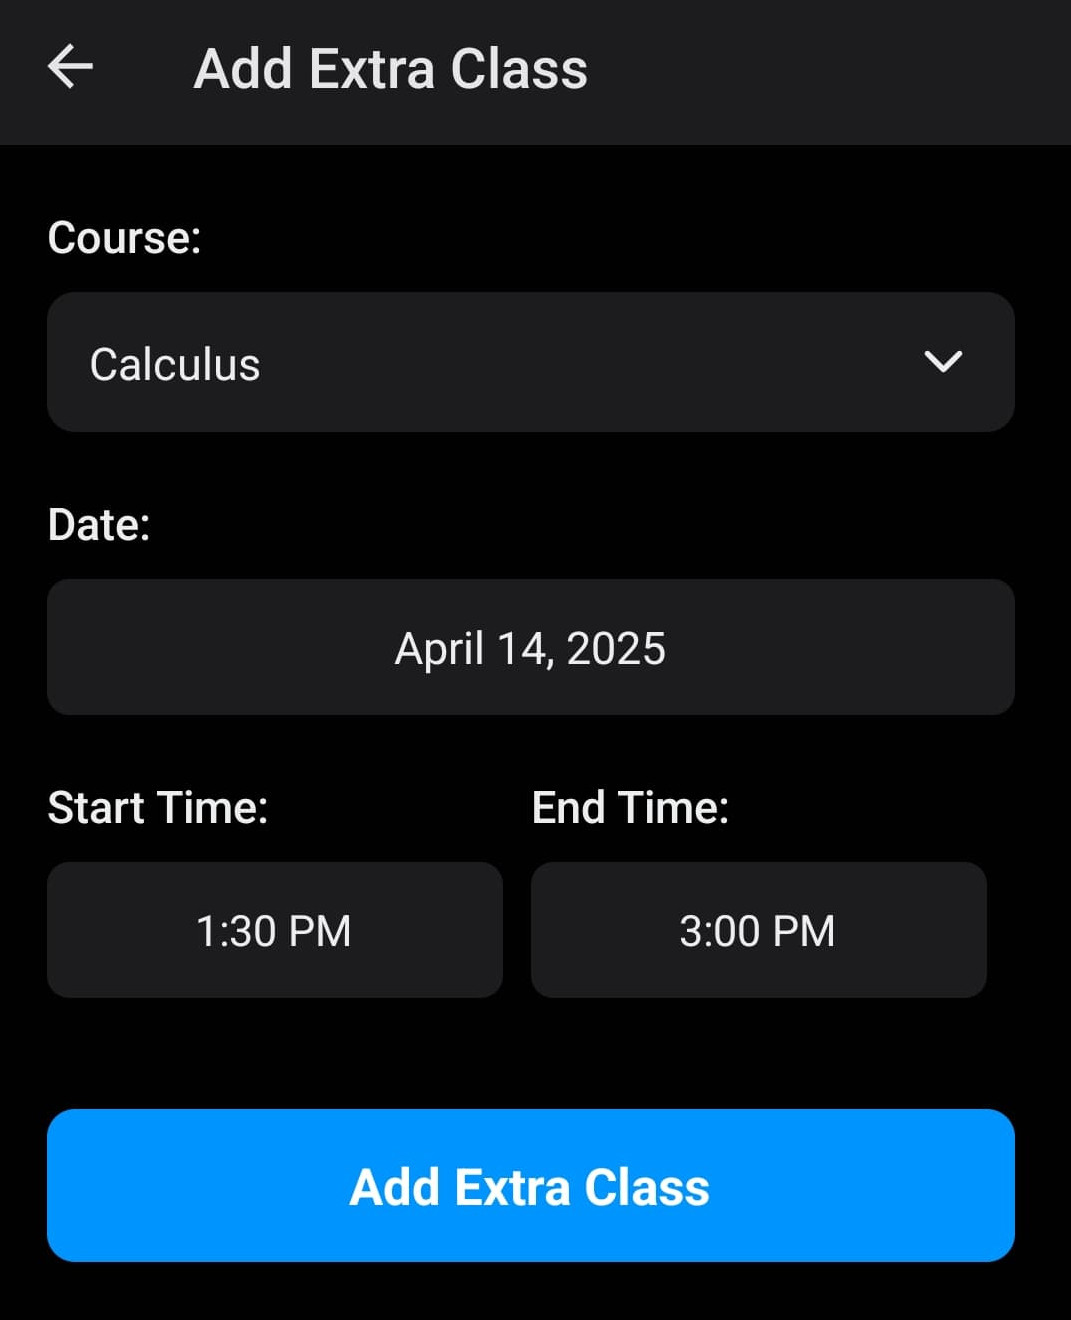 Add Extra Class
Course:
Calculus
Date:
April 14, 2025
Start Time:
End Time:
1:30 PM
3:00 PM
Add Extra Class